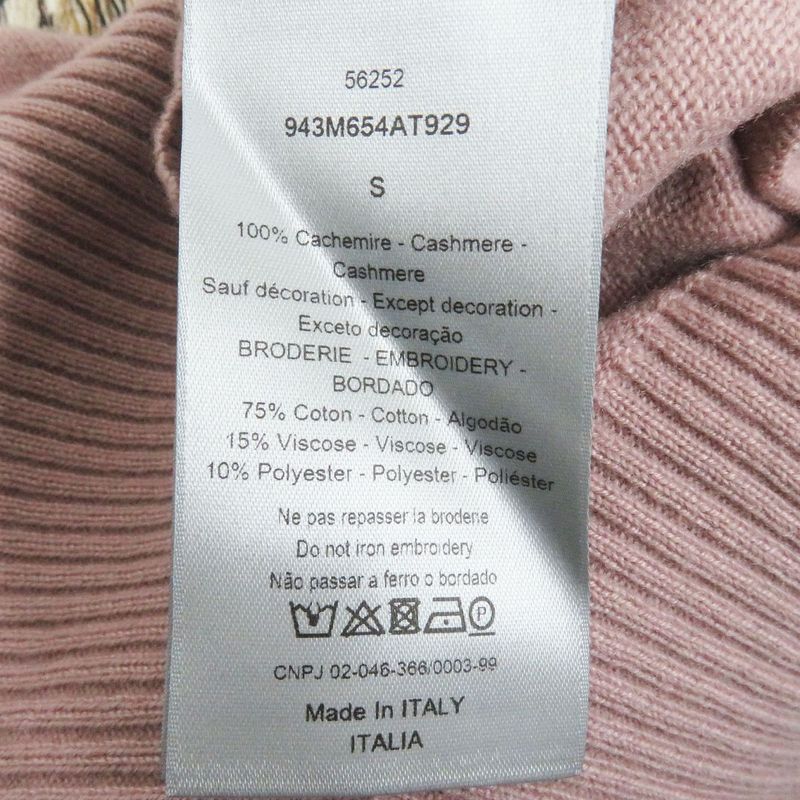 56252
943M654AT929
S
100% Cachemire - Cashmere -
Cashmere
Sauf décoration - Except decoration -
Exceto decoração
BRODERIE - EMBROIDERY -
BORDADO
75% Coton - Cotton - Algodão
15% Viscose - Viscose - Viscose
10% Polyester - Polyester - Poliéster
Ne pas repasser la broderie
Do not iron embroidery
Não passar a ferro o bordado
P
CNPJ 02-046-366/0003-99
Made In ITALY
ITALIA